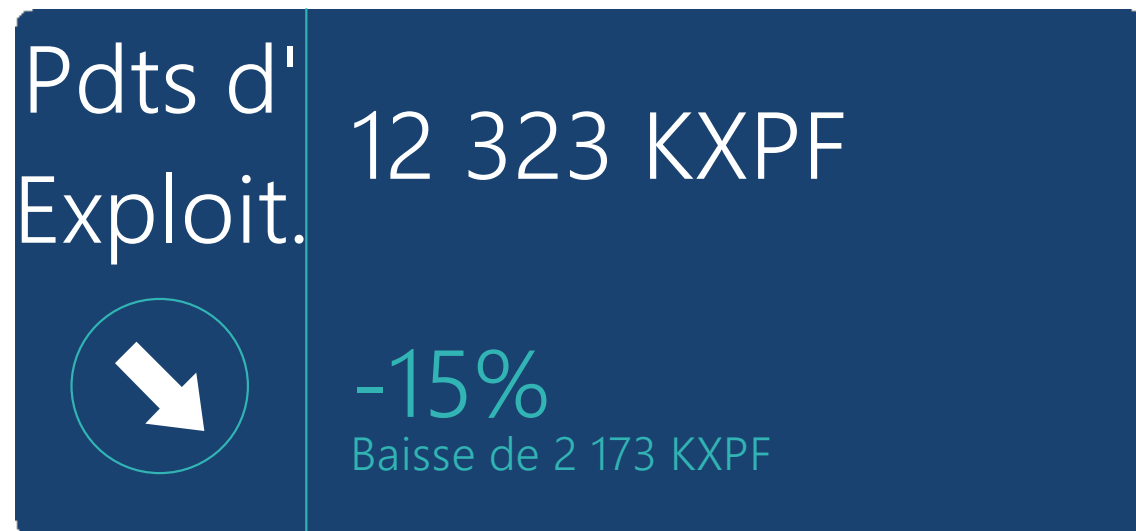 Pdts d'
Exploit.
12 323 KXPF
-15%
Baisse de 2 173 KXPF